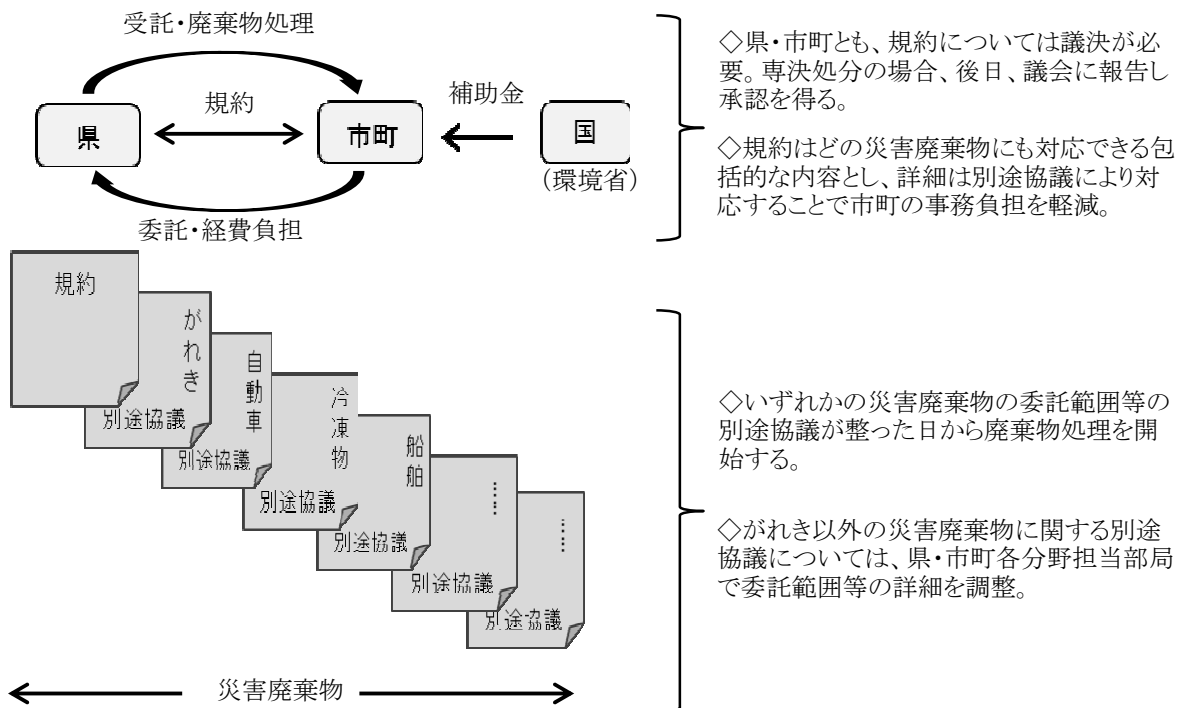 受託・廃棄物処理
規約
補助金
県
市町
国
(環境省)
委託・経費負担
◇県・市町とも、規約については議決が必
要。専決処分の場合、後日、議会に報告し
承認を得る。
◇規約はどの災害廃棄物にも対応できる包
括的な内容とし、詳細は別途協議により対
応することで市町の事務負担を軽減。
規約
がれき
別途協議
自動車
別途協議
冷凍物
別途協議
船舶
別途協議
……
別途協議
……
別途協議
災害廃棄物
◇いずれかの災害廃棄物の委託範囲等の
別途協議が整った日から廃棄物処理を開
始する。
◇がれき以外の災害廃棄物に関する別途
協議については、県・市町各分野担当部局
で委託範囲等の詳細を調整。